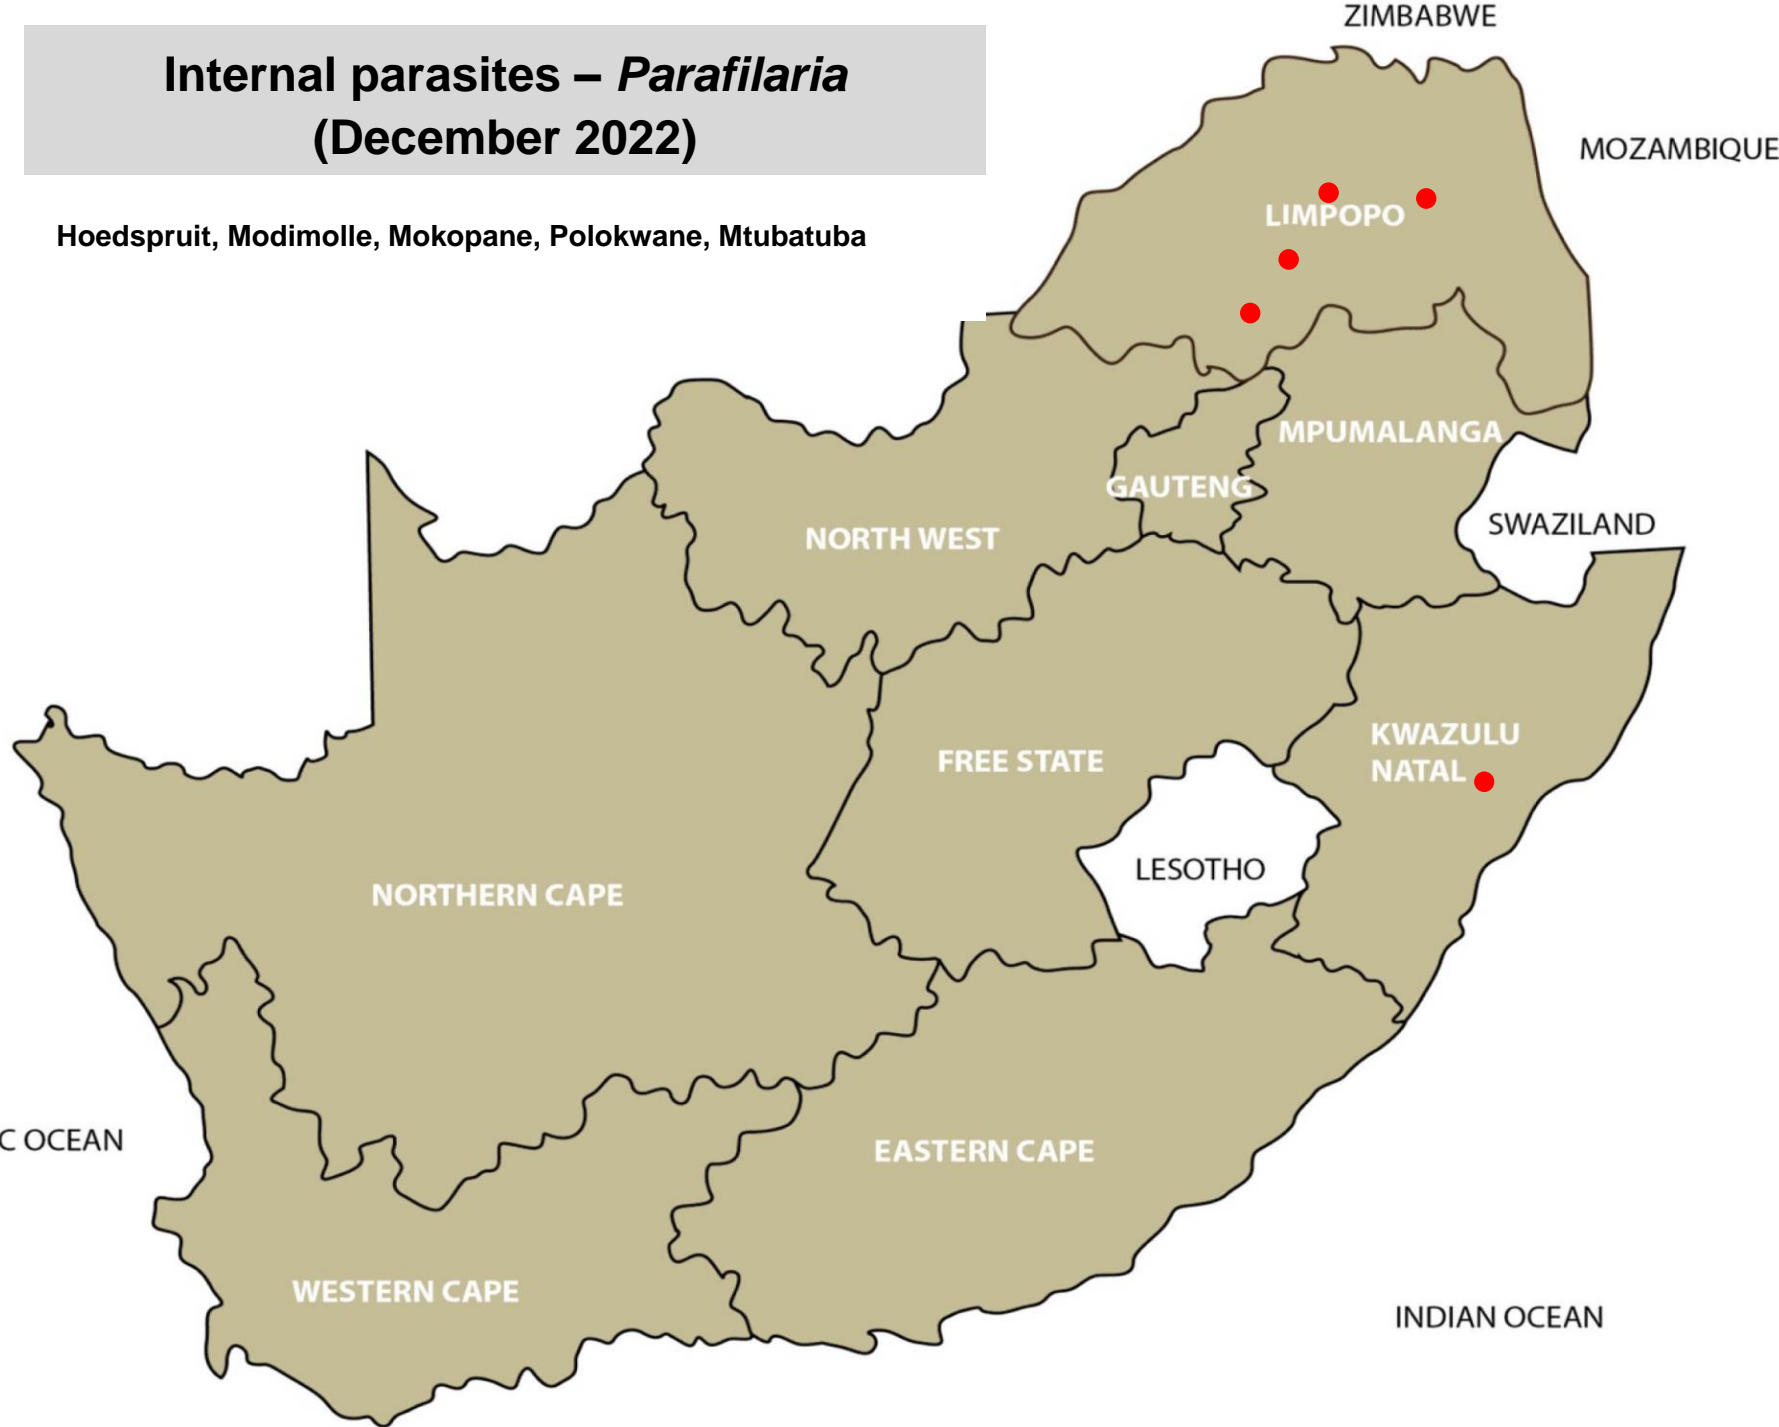 Internal parasites – Parafilaria
(December 2022)
Hoedspruit, Modimolle, Mokopane, Polokwane, Mtubatuba
ZIMBABWE
MOZAMBIQUE
LIMPOPO
MPUMALANGA
GAUTENG
SWAZILAND
NORTH WEST
KWAZULU
NATAL
FREE STATE
LESOTHO
NORTHERN CAPE
C OCEAN
EASTERN CAPE
WESTERN CAPE
INDIAN OCEAN